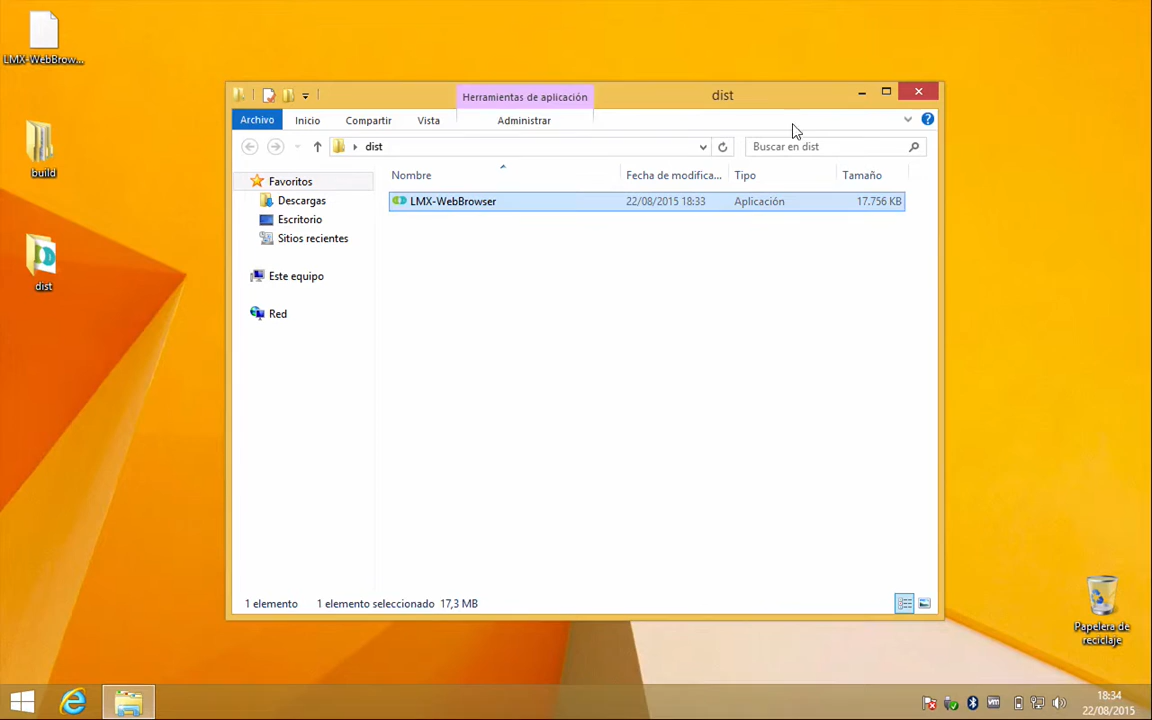 LMX-WebBrow...
build
dist
Herramientas de aplicación
dist
Archivo
Inicio
Compartir
Vista
Administrar
dist
Buscar en dist
Nombre
Fecha de modifica...
Tipo
Tamaño
LMX-WebBrowser
22/08/2015 18:33
Aplicación
17.756 KB
Favoritos
Descargas
Escritorio
Sitios recientes
Este equipo
Red
1 elemento
1 elemento seleccionado 17,3 MB
Papelera de
reciclaje
18:34
22/08/2015